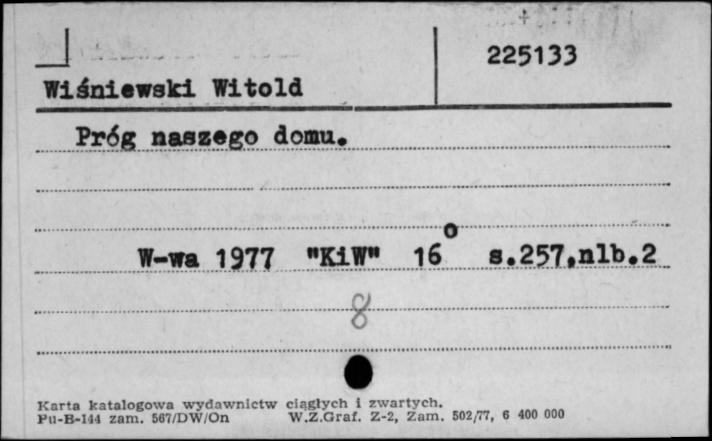 225133
Wiśniewski Witold
Próg naszego domu.
W-wa 1977 "KiW" 16° s.257,nlb.2
8
Karta katalogowa wydawnictw ciągłych i zwartych.
Pu-B-144 zam. 567/DW/On W.Z.Graf. Z-2, Zam. 502/77, 6 400 000